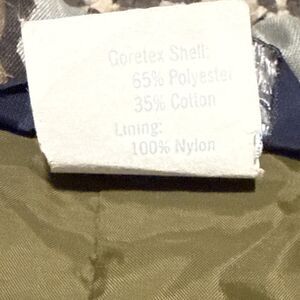 Goretex Shell:
65% Polyester
35% Cotton
Lining:
100% Nylon